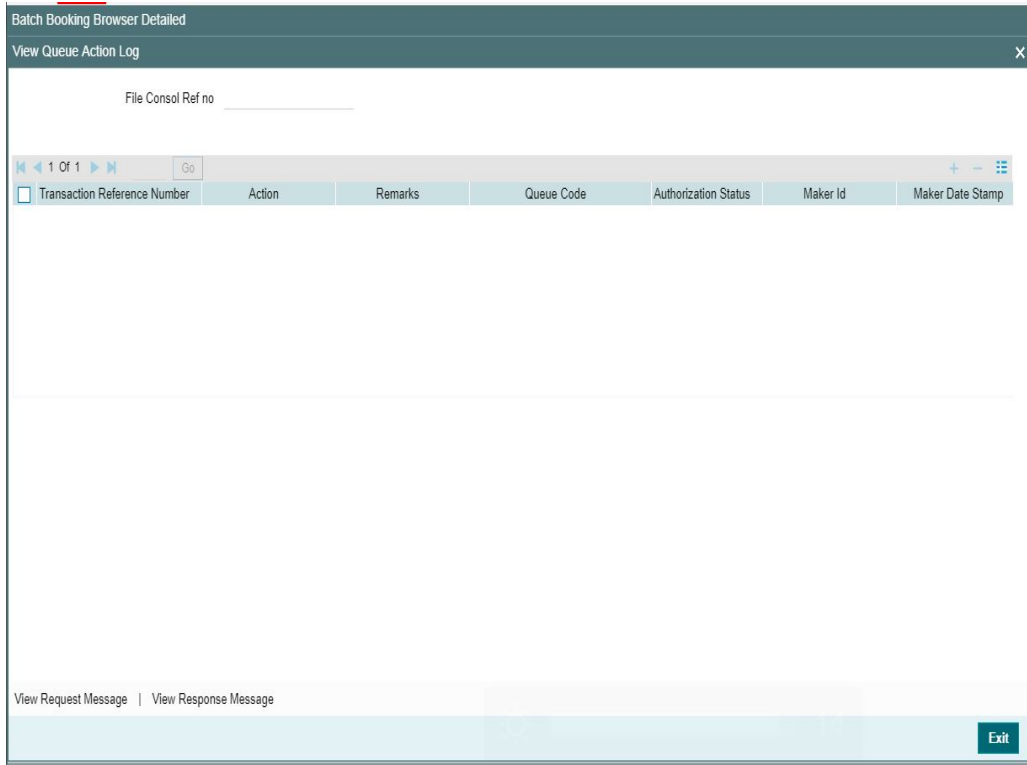 Batch Booking Browser Detailed
View Queue Action Log X
File Consol Ref no
1 Of 1 Go
Transaction Reference Number Action Remarks Queue Code Authorization Status Maker Id Maker Date Stamp
View Request Message | View Response Message
Exit